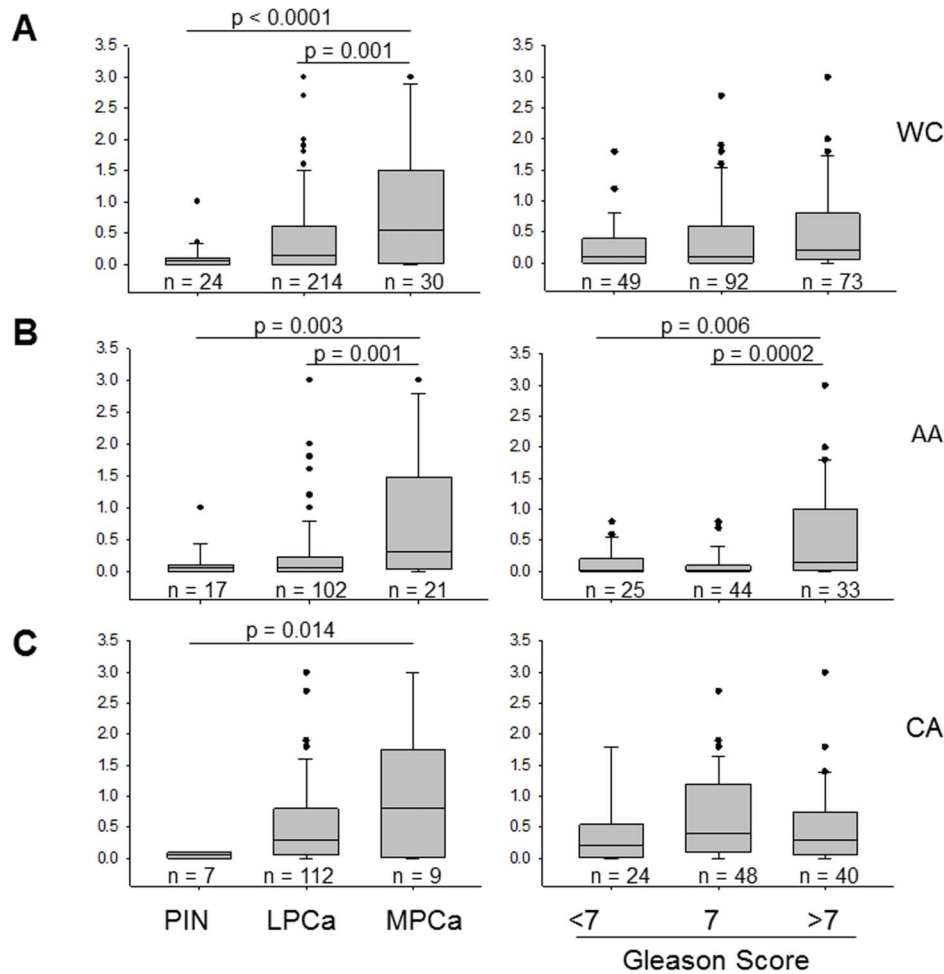 A
p < 0.0001
p = 0.001
3.5
3.0
2.5
2.0
1.5
1.0
0.5
0.0
n = 24 n = 214 n = 30
3.5
3.0
2.5
2.0
1.5
1.0
0.5
0.0
n = 49 n = 92 n = 73
WC
B
p = 0.003
p = 0.001
3.5
3.0
2.5
2.0
1.5
1.0
0.5
0.0
n = 17 n = 102 n = 21
p = 0.006
p = 0.0002
3.5
3.0
2.5
2.0
1.5
1.0
0.5
0.0
n = 25 n = 44 n = 33
AA
C
p = 0.014
3.5
3.0
2.5
2.0
1.5
1.0
0.5
0.0
n = 7 n = 112 n = 9
PIN LPCa MPCa
3.5
3.0
2.5
2.0
1.5
1.0
0.5
0.0
n = 24 n = 48 n = 40
CA
<7 7 >7
Gleason Score